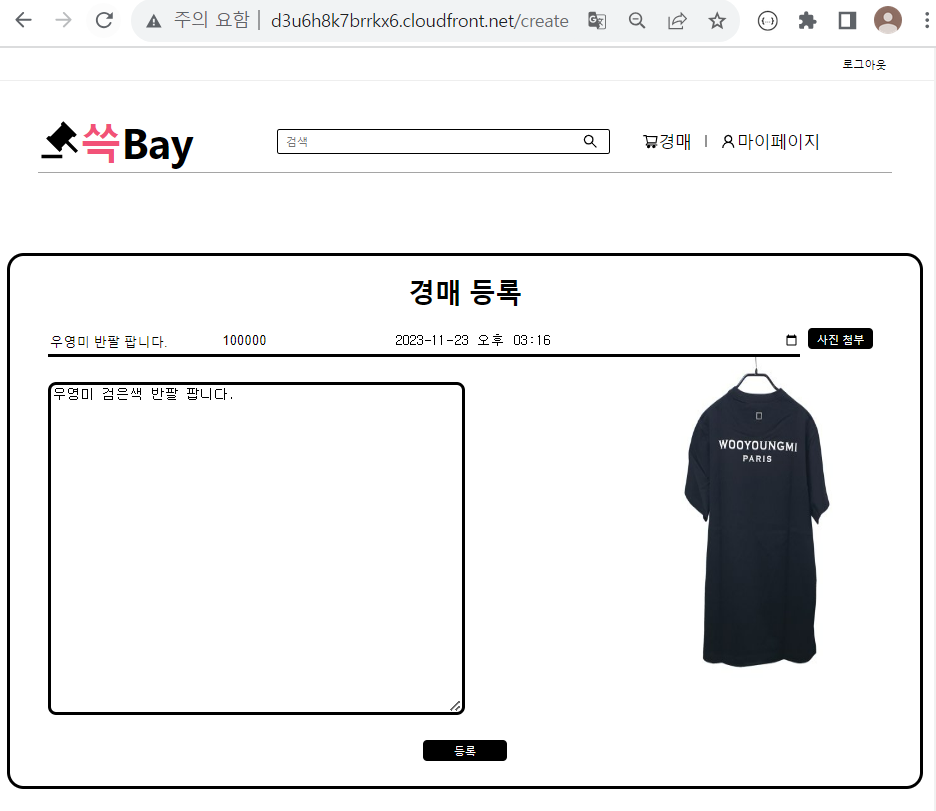 주의 요함 | d3u6h8k7brrkx6.cloudfront.net/create
로그아웃
쓱Bay 검색 경매 | 마이페이지
경매 등록
우영미 반팔 팝니다. 100000 2023-11-23 오후 03:16 사진 첨부
우영미 검은색 반팔 팝니다.
WOOYOUNGMI
PARIS
등록